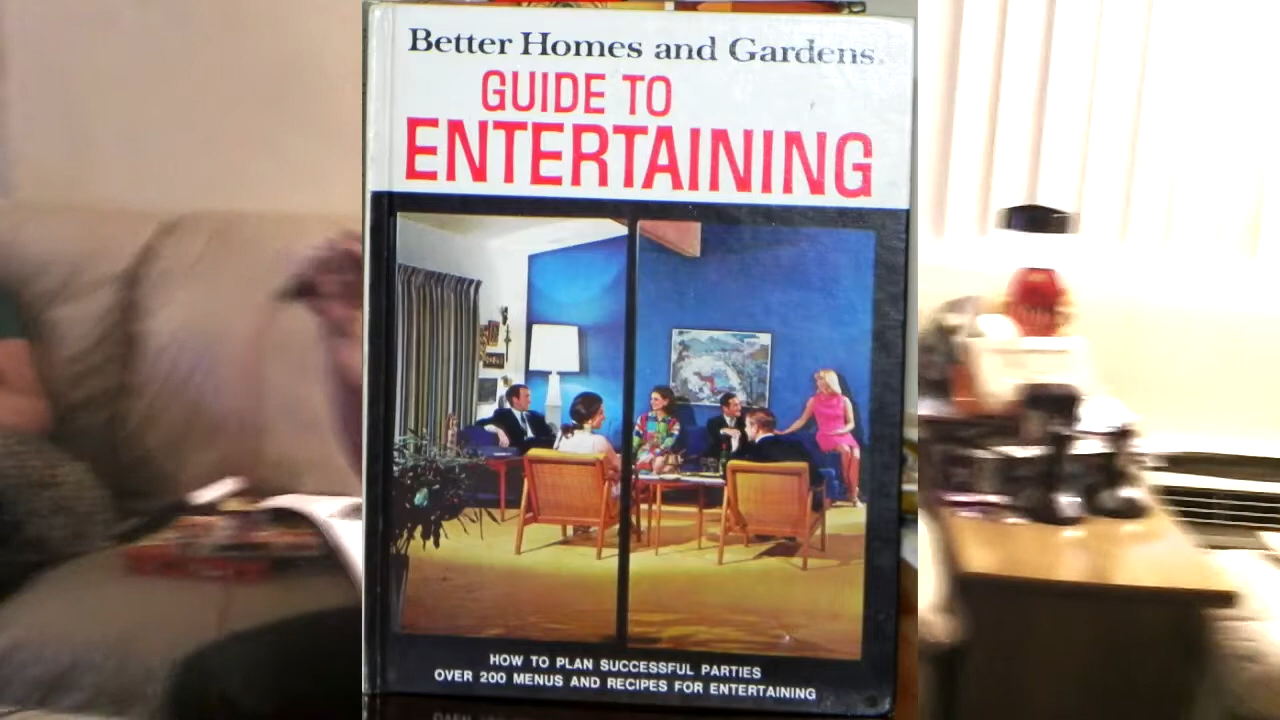 Better Homes and Gardens®
GUIDE TO
ENTERTAINING
HOW TO PLAN SUCCESSFUL PARTIES
OVER 200 MENUS AND RECIPES FOR ENTERTAINING